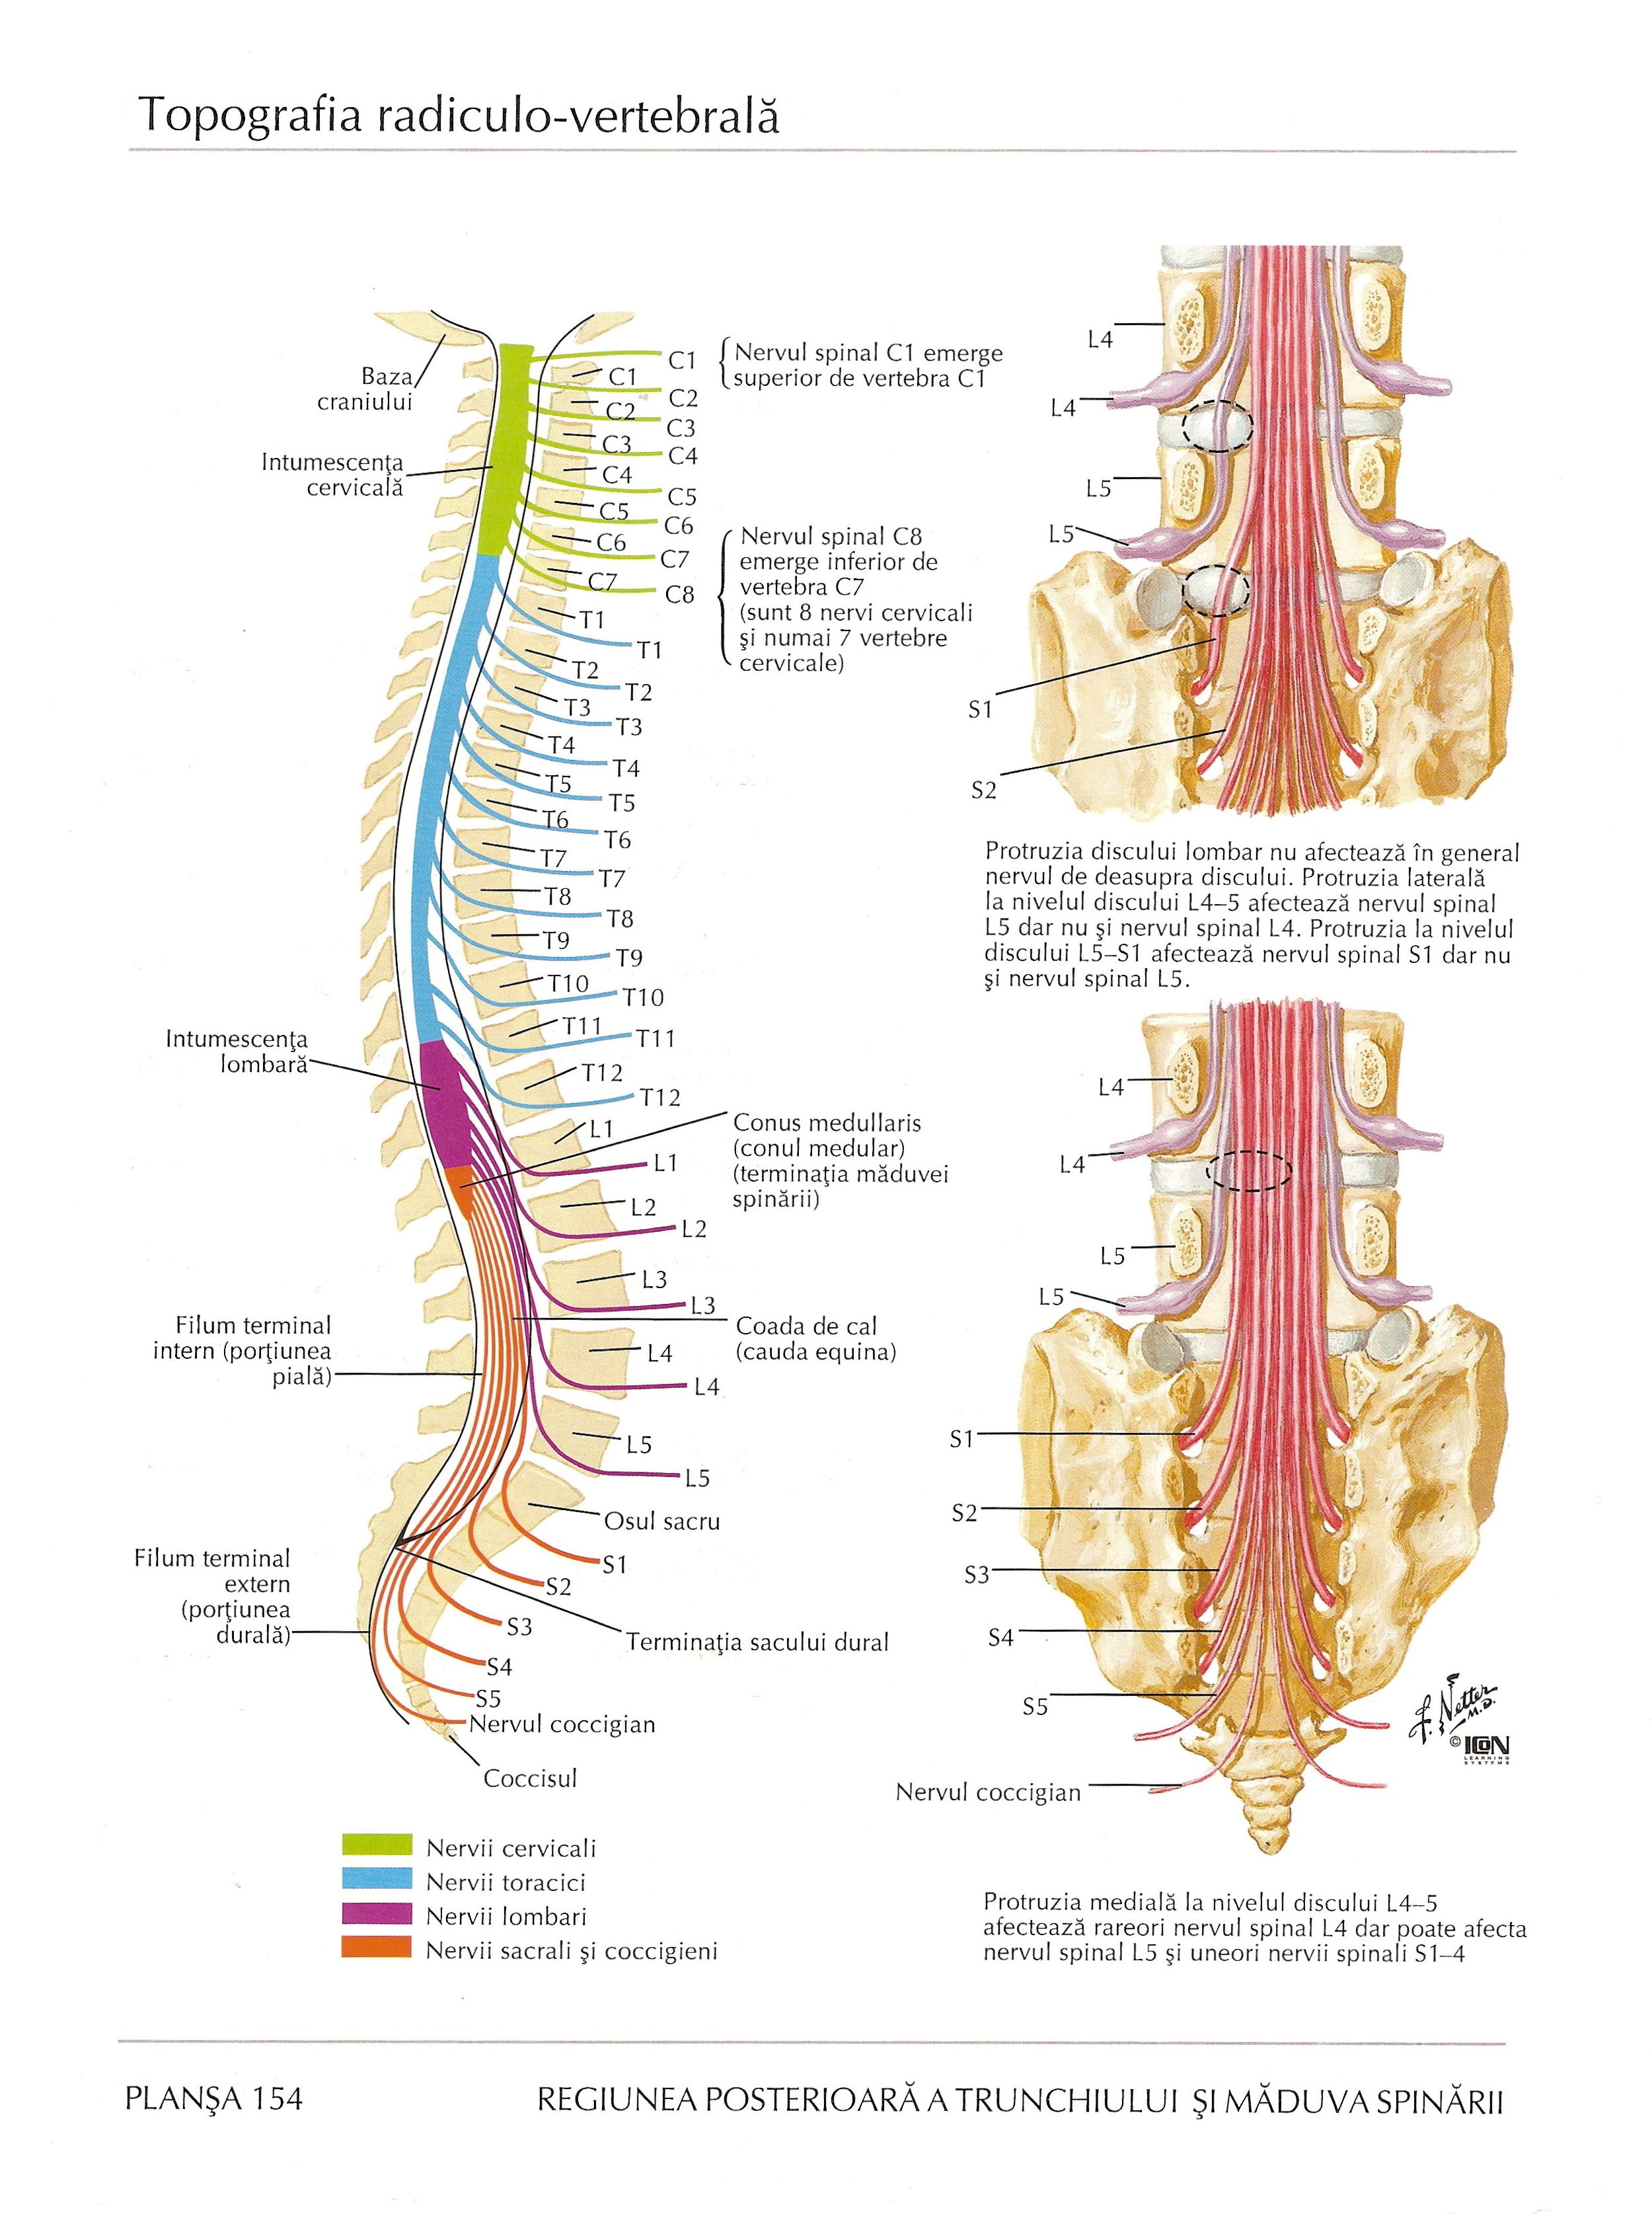 Topografia radiculo-vertebrală
Baza
craniului
Intumescenţa
cervicală
C1
C1
C2
C2
C3
C3
C4
C4
C5
C5
C6
C6
C7
C7
C8
Nervul spinal C1 emerge
superior de vertebra C1
Nervul spinal C8
emerge inferior de
vertebra C7
(sunt 8 nervi cervicali
şi numai 7 vertebre
cervicale)
T1
T1
T2
T2
T3
T3
T4
T4
T5
T5
T6
T6
T7
T7
T8
T8
T9
T9
T10
T10
T11
T11
T12
T12
Intumescenţa
lombară
L1
L1
L2
L2
L3
L3
L4
L4
L5
L5
Conus medullaris
(conul medular)
(terminaţia măduvei
spinării)
Filum terminal
intern (porţiunea
pială)
Coada de cal
(cauda equina)
Osul sacru
S1
S2
S3
S4
S5
Filum terminal
extern
(porţiunea
durală)
Terminaţia sacului dural
Nervul coccigian
Coccisul
Nervii cervicali
Nervii toracici
Nervii lombari
Nervii sacrali şi coccigieni
L4
L4
L5
L5
S1
S2
Protruzia discului lombar nu afectează în general
nervul de deasupra discului. Protruzia laterală
la nivelul discului L4–5 afectează nervul spinal
L5 dar nu şi nervul spinal L4. Protruzia la nivelul
discului L5–S1 afectează nervul spinal S1 dar nu
şi nervul spinal L5.
L4
L4
L5
L5
S1
S2
S3
S4
S5
Nervul coccigian
F. Netter
M.D.
© ICON
LEARNING
SYSTEMS
Protruzia medială la nivelul discului L4–5
afectează rareori nervul spinal L4 dar poate afecta
nervul spinal L5 şi uneori nervii spinali S1–4
PLANŞA 154
REGIUNEA POSTERIOARĂ A TRUNCHIULUI ŞI MĂDUVA SPINĂRII